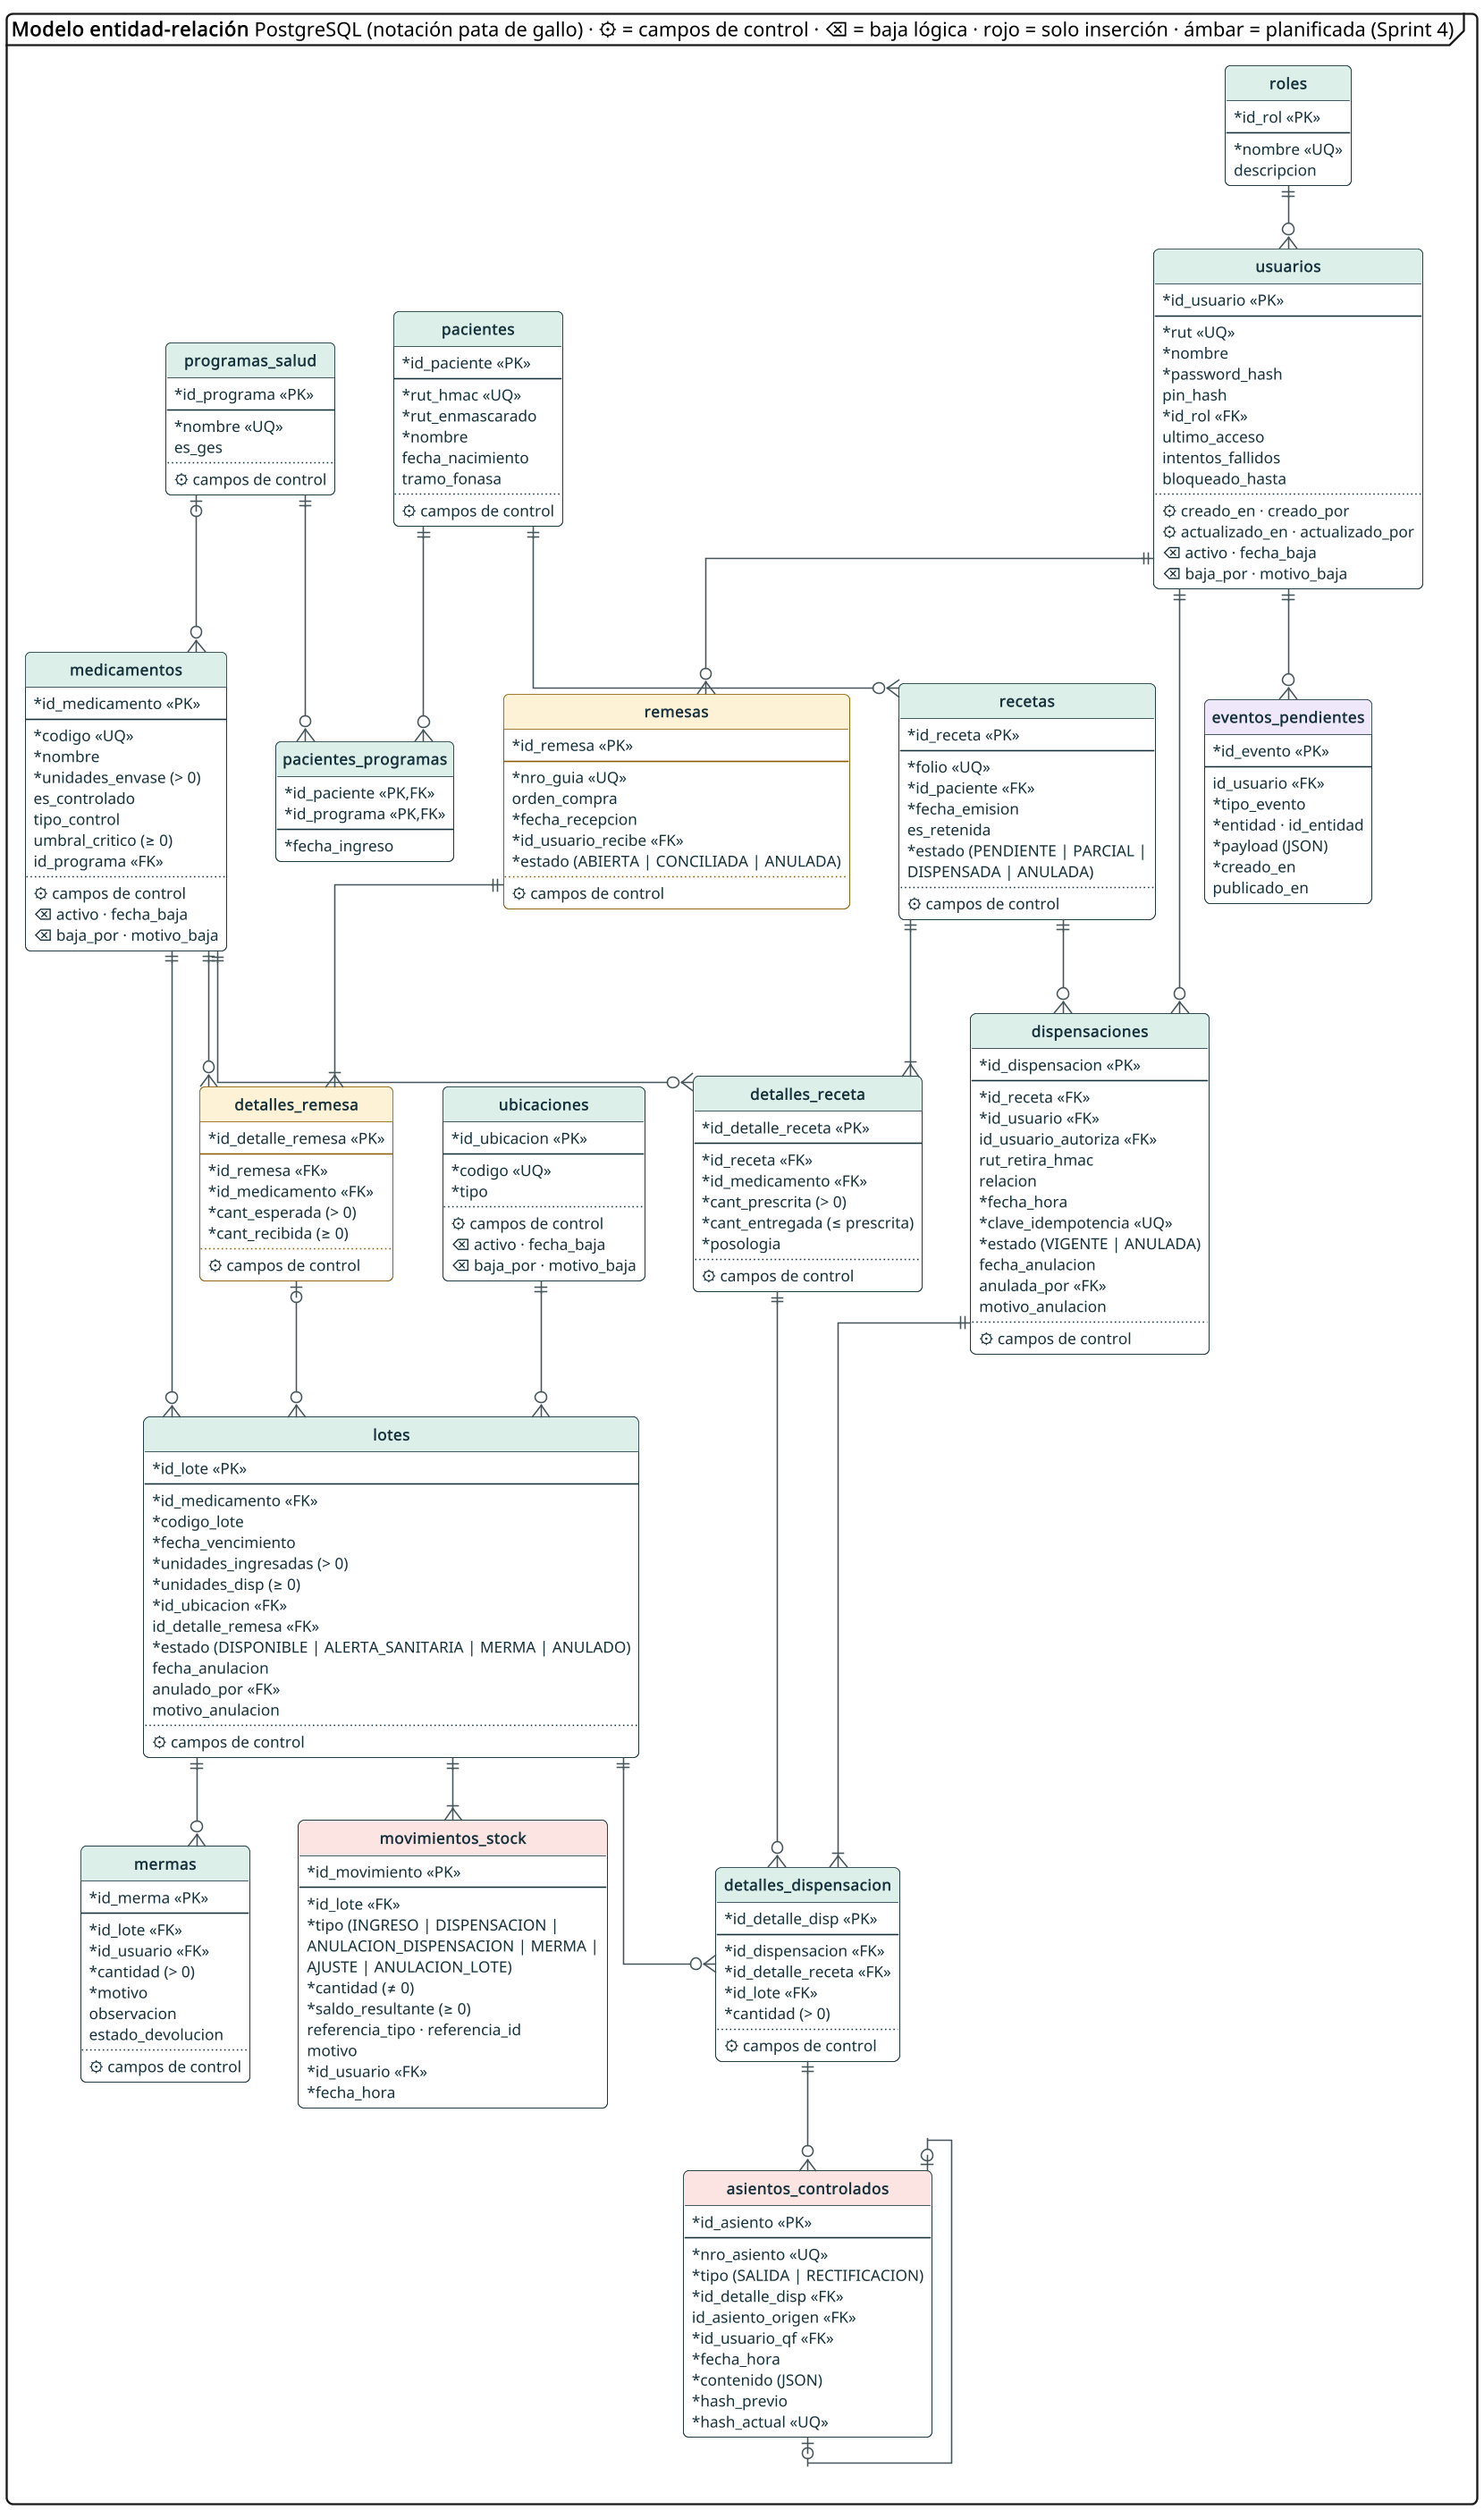 Modelo entidad-relación PostgreSQL (notación pata de gallo) · ⚙ = campos de control · ⌫ = baja lógica · rojo = solo inserción · ámbar = planificada (Sprint 4)
roles
*id_rol «PK»
*nombre «UQ»
descripcion
usuarios
*id_usuario «PK»
*rut «UQ»
*nombre
*password_hash
pin_hash
*id_rol «FK»
ultimo_acceso
intentos_fallidos
bloqueado_hasta
⚙ creado_en · creado_por
⚙ actualizado_en · actualizado_por
⌫ activo · fecha_baja
⌫ baja_por · motivo_baja
pacientes
*id_paciente «PK»
*rut_hmac «UQ»
*rut_enmascarado
*nombre
fecha_nacimiento
tramo_fonasa
⚙ campos de control
programas_salud
*id_programa «PK»
*nombre «UQ»
es_ges
⚙ campos de control
medicamentos
*id_medicamento «PK»
*codigo «UQ»
*nombre
*unidades_envase (> 0)
es_controlado
tipo_control
umbral_critico (≥ 0)
id_programa «FK»
⚙ campos de control
⌫ activo · fecha_baja
⌫ baja_por · motivo_baja
pacientes_programas
*id_paciente «PK,FK»
*id_programa «PK,FK»
*fecha_ingreso
remesas
*id_remesa «PK»
*nro_guia «UQ»
orden_compra
*fecha_recepcion
*id_usuario_recibe «FK»
*estado (ABIERTA | CONCILIADA | ANULADA)
⚙ campos de control
recetas
*id_receta «PK»
*folio «UQ»
*id_paciente «FK»
*fecha_emision
es_retenida
*estado (PENDIENTE | PARCIAL |
DISPENSADA | ANULADA)
⚙ campos de control
eventos_pendientes
*id_evento «PK»
id_usuario «FK»
*tipo_evento
*entidad · id_entidad
*payload (JSON)
*creado_en
publicado_en
dispensaciones
*id_dispensacion «PK»
*id_receta «FK»
*id_usuario «FK»
id_usuario_autoriza «FK»
rut_retira_hmac
relacion
*fecha_hora
*clave_idempotencia «UQ»
*estado (VIGENTE | ANULADA)
fecha_anulacion
anulada_por «FK»
motivo_anulacion
⚙ campos de control
detalles_remesa
*id_detalle_remesa «PK»
*id_remesa «FK»
*id_medicamento «FK»
*cant_esperada (> 0)
*cant_recibida (≥ 0)
⚙ campos de control
ubicaciones
*id_ubicacion «PK»
*codigo «UQ»
*tipo
⚙ campos de control
⌫ activo · fecha_baja
⌫ baja_por · motivo_baja
detalles_receta
*id_detalle_receta «PK»
*id_receta «FK»
*id_medicamento «FK»
*cant_prescrita (> 0)
*cant_entregada (≤ prescrita)
*posologia
⚙ campos de control
lotes
*id_lote «PK»
*id_medicamento «FK»
*codigo_lote
*fecha_vencimiento
*unidades_ingresadas (> 0)
*unidades_disp (≥ 0)
*id_ubicacion «FK»
id_detalle_remesa «FK»
*estado (DISPONIBLE | ALERTA_SANITARIA | MERMA | ANULADO)
fecha_anulacion
anulado_por «FK»
motivo_anulacion
⚙ campos de control
mermas
*id_merma «PK»
*id_lote «FK»
*id_usuario «FK»
*cantidad (> 0)
*motivo
observacion
estado_devolucion
⚙ campos de control
movimientos_stock
*id_movimiento «PK»
*id_lote «FK»
*tipo (INGRESO | DISPENSACION |
ANULACION_DISPENSACION | MERMA |
AJUSTE | ANULACION_LOTE)
*cantidad (≠ 0)
*saldo_resultante (≥ 0)
referencia_tipo · referencia_id
motivo
*id_usuario «FK»
*fecha_hora
detalles_dispensacion
*id_detalle_disp «PK»
*id_dispensacion «FK»
*id_detalle_receta «FK»
*id_lote «FK»
*cantidad (> 0)
⚙ campos de control
asientos_controlados
*id_asiento «PK»
*nro_asiento «UQ»
*tipo (SALIDA | RECTIFICACION)
*id_detalle_disp «FK»
id_asiento_origen «FK»
*id_usuario_qf «FK»
*fecha_hora
*contenido (JSON)
*hash_previo
*hash_actual «UQ»